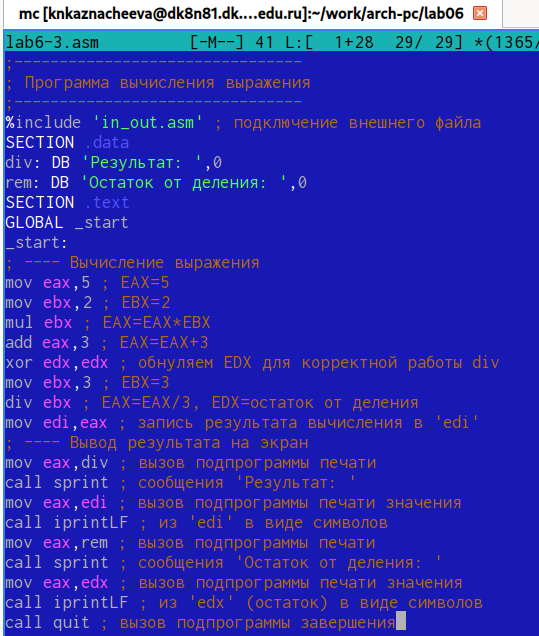 mc [knkaznacheeva@dk8n81.dk....edu.ru]:~/work/arch-pc/lab06
lab6-3.asm [-M--] 41 L:[ 1+28 29/ 29] *(1365/
;--------------------------------
; Программа вычисления выражения
;--------------------------------
%include 'in_out.asm' ; подключение внешнего файла
SECTION .data
div: DB 'Результат: ',0
rem: DB 'Остаток от деления: ',0
SECTION .text
GLOBAL _start
_start:
; ---- Вычисление выражения
mov eax,5 ; EAX=5
mov ebx,2 ; EBX=2
mul ebx ; EAX=EAX*EBX
add eax,3 ; EAX=EAX+3
xor edx,edx ; обнуляем EDX для корректной работы div
mov ebx,3 ; EBX=3
div ebx ; EAX=EAX/3, EDX=остаток от деления
mov edi,eax ; запись результата вычисления в 'edi'
; ---- Вывод результата на экран
mov eax,div ; вызов подпрограммы печати
call sprint ; сообщения 'Результат: '
mov eax,edi ; вызов подпрограммы печати значения
call iprintLF ; из 'edi' в виде символов
mov eax,rem ; вызов подпрограммы печати
call sprint ; сообщения 'Остаток от деления: '
mov eax,edx ; вызов подпрограммы печати значения
call iprintLF ; из 'edx' (остаток) в виде символов
call quit ; вызов подпрограммы завершения